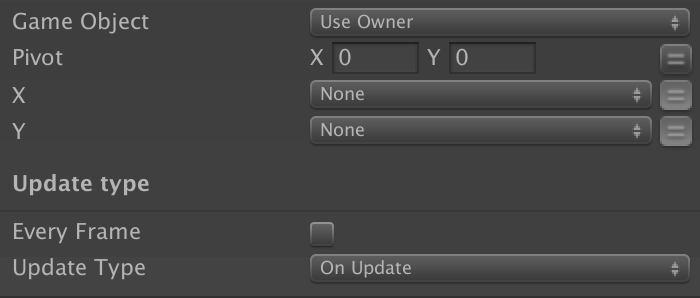 Game Object Use Owner
Pivot X 0 Y 0
X None
Y None
Update type
Every Frame
Update Type On Update